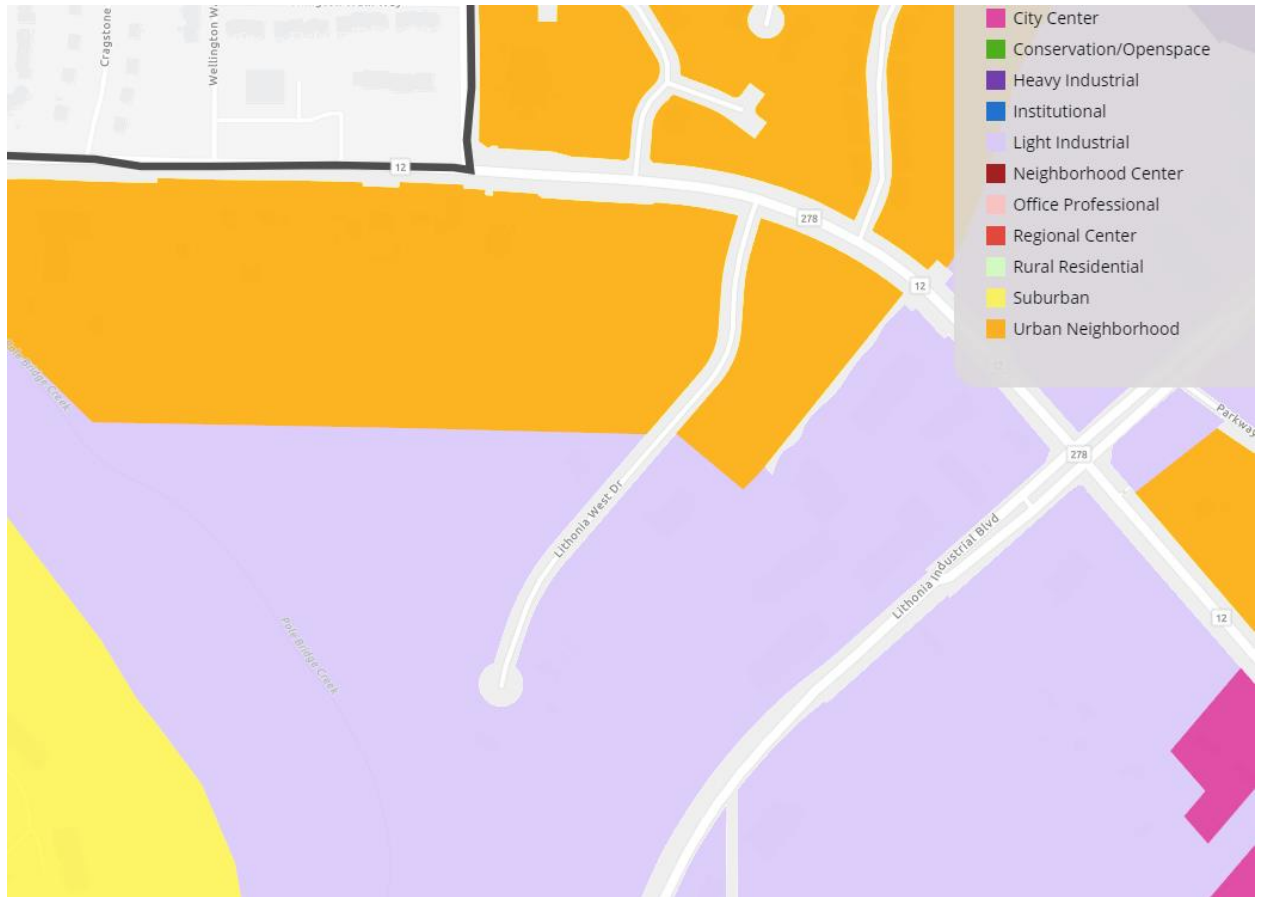 Cragstone
Wellington W
12
278
12
Pole Bridge Creek
Lithonia West Dr
Pole Bridge Creek
Lithonia Industrial Blvd
278
Parkway
12
City Center
Conservation/Openspace
Heavy Industrial
Institutional
Light Industrial
Neighborhood Center
Office Professional
Regional Center
Rural Residential
Suburban
Urban Neighborhood